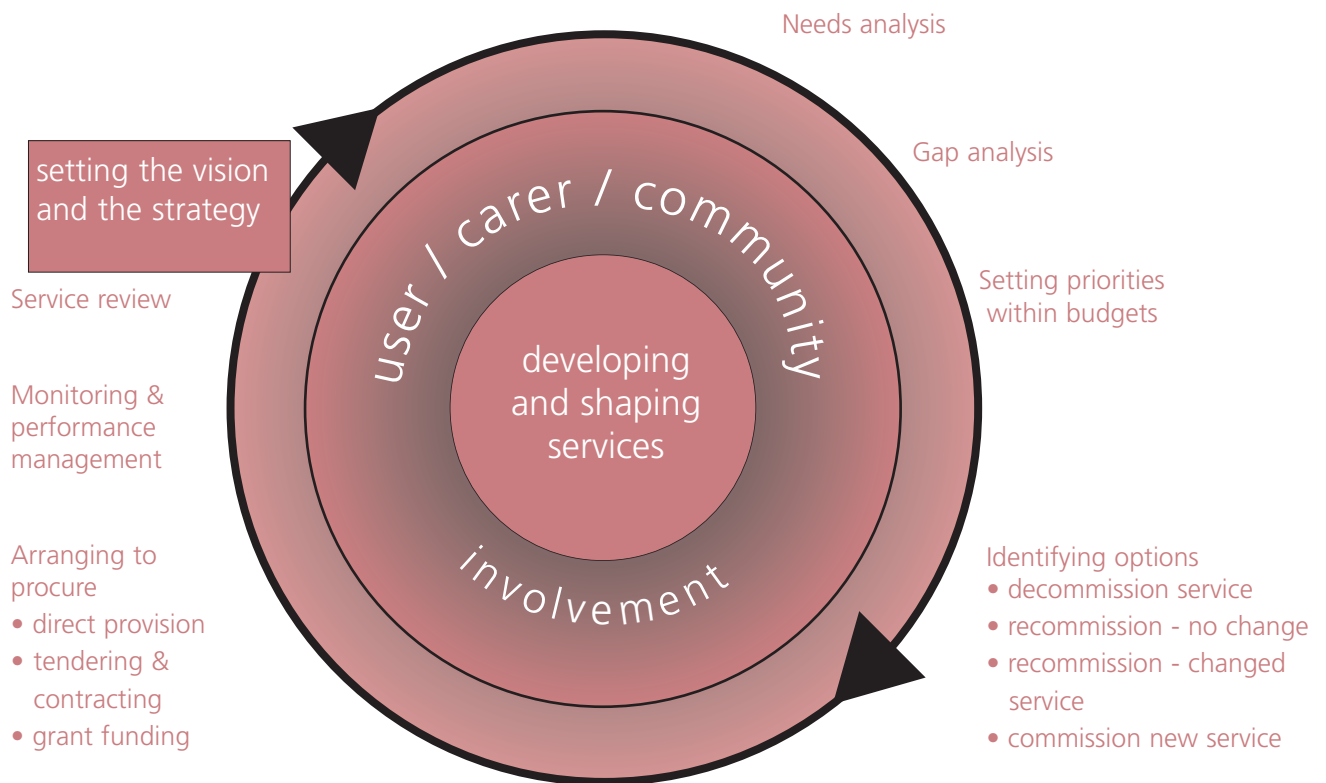 Needs analysis
Gap analysis
Setting priorities
within budgets
Identifying options
• decommission service
• recommission - no change
• recommission - changed
service
• commission new service
Arranging to
procure
• direct provision
• tendering &
contracting
• grant funding
Monitoring &
performance
management
Service review
setting the vision
and the strategy
user / carer / community
involvement
developing
and shaping
services